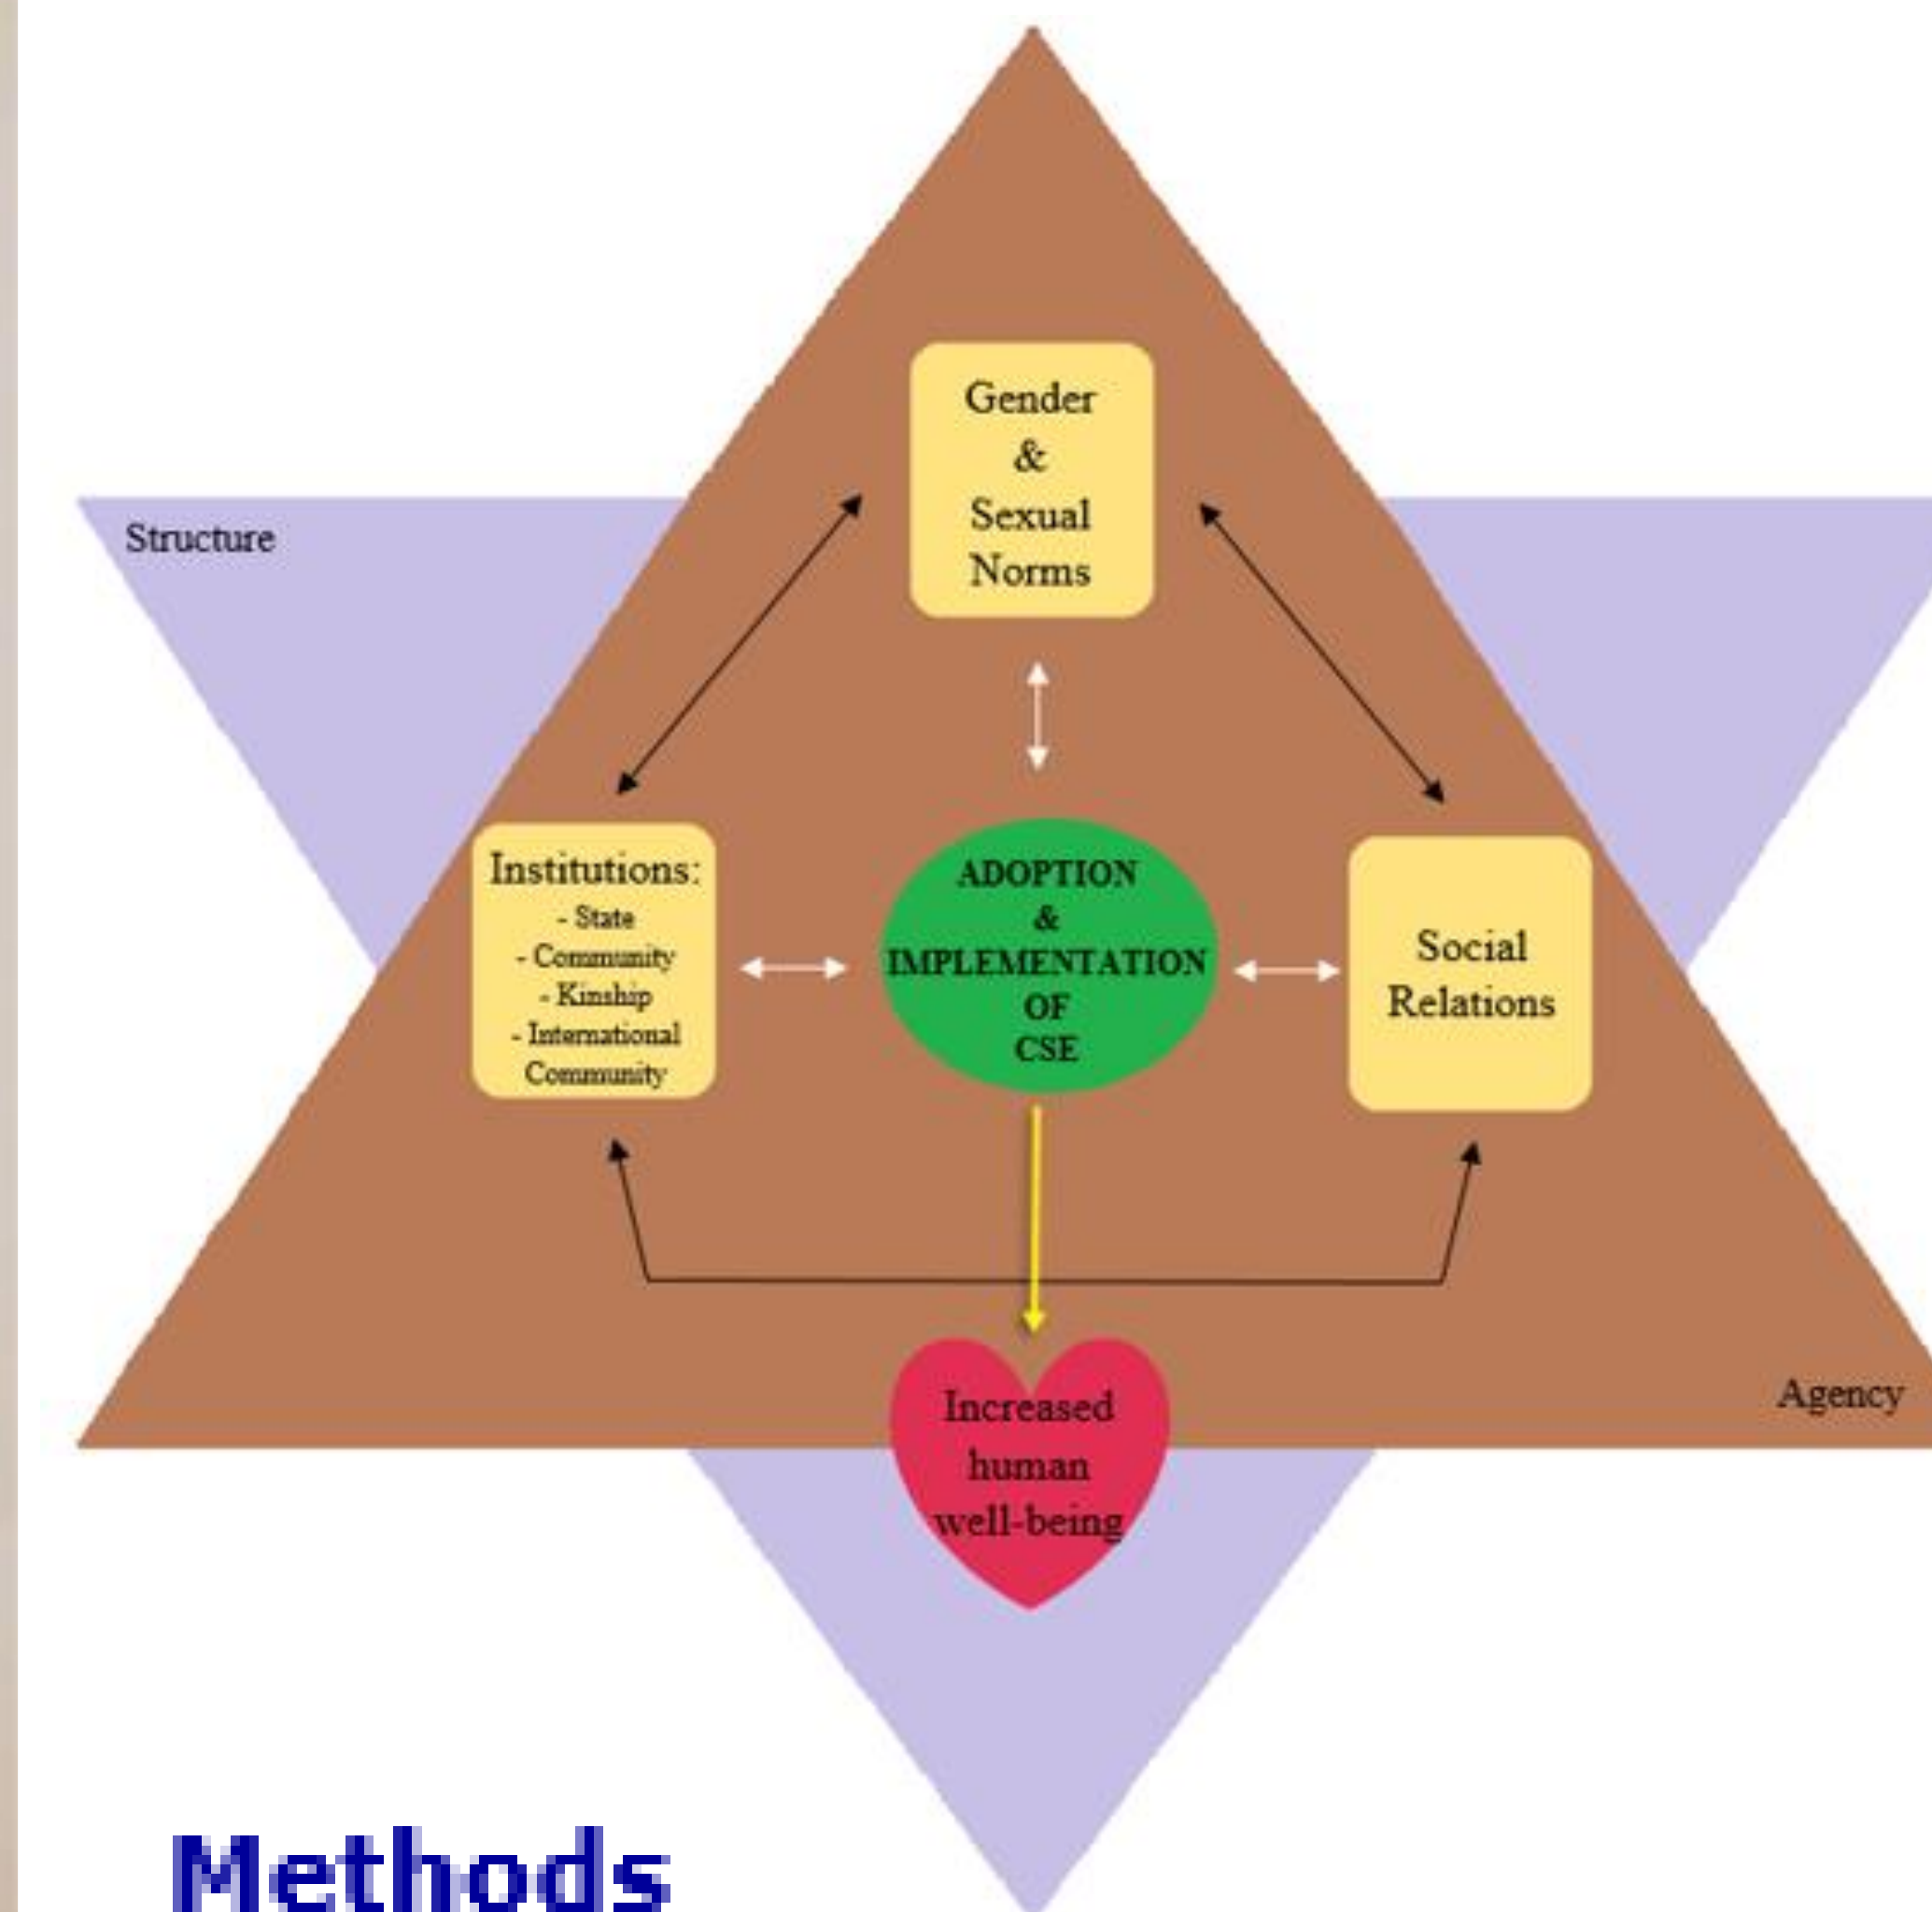 Gender
&
Sexual
Norms
Structure
Institutions:
- State
- Community
- Kinship
- International
Community
ADOPTION
&
IMPLEMENTATION
OF
CSE
Social
Relations
Agency
Increased
human
well-being
Methods